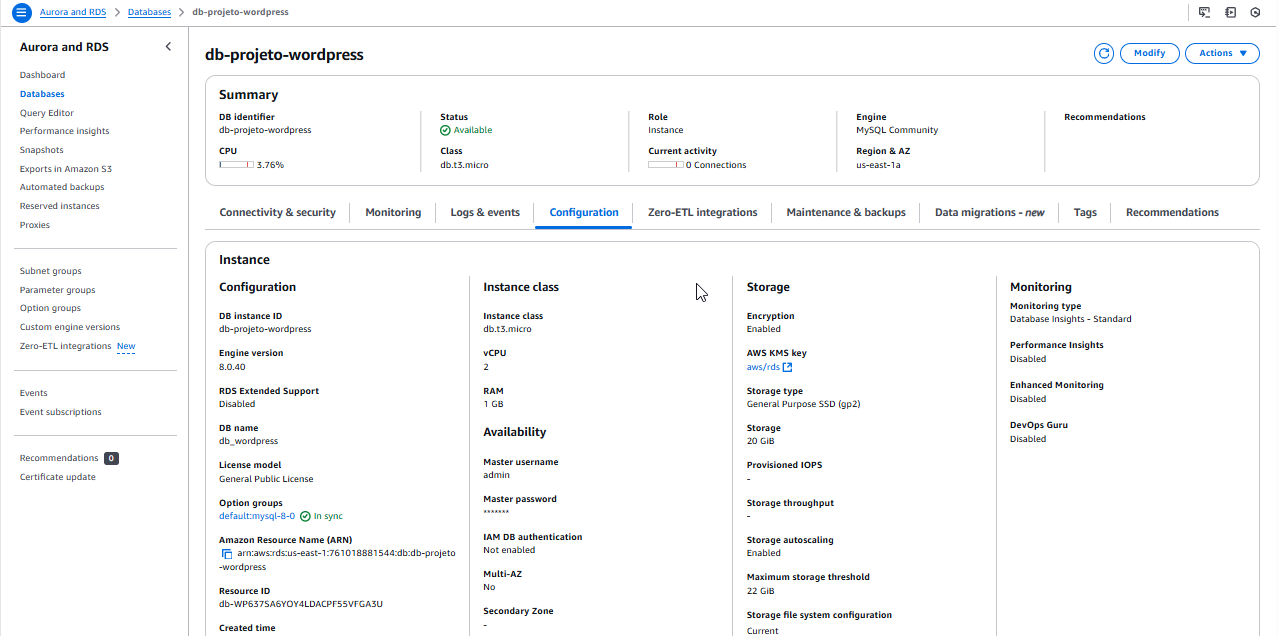 Aurora and RDS > Databases > db-projeto-wordpress
Aurora and RDS
Dashboard
Databases
Query Editor
Performance insights
Snapshots
Exports in Amazon S3
Automated backups
Reserved instances
Proxies
Subnet groups
Parameter groups
Option groups
Custom engine versions
Zero-ETL integrations New
Events
Event subscriptions
Recommendations 0
Certificate update
db-projeto-wordpress
Modify
Actions
Summary
DB identifier
db-projeto-wordpress
CPU
3.76%
Status
Available
Class
db.t3.micro
Role
Instance
Current activity
0 Connections
Engine
MySQL Community
Region & AZ
us-east-1a
Recommendations
Connectivity & security
Monitoring
Logs & events
Configuration
Zero-ETL integrations
Maintenance & backups
Data migrations - new
Tags
Recommendations
Instance
Configuration
DB instance ID
db-projeto-wordpress
Engine version
8.0.40
RDS Extended Support
Disabled
DB name
db_wordpress
License model
General Public License
Option groups
default:mysql-8-0 In sync
Amazon Resource Name (ARN)
arn:aws:rds:us-east-1:761018881544:db:db-projeto
-wordpress
Resource ID
db-WP637SA6YOY4LDACPF55VFGA3U
Created time
Instance class
Instance class
db.t3.micro
vCPU
2
RAM
1 GB
Availability
Master username
admin
Master password
*******
IAM DB authentication
Not enabled
Multi-AZ
No
Secondary Zone
-
Storage
Encryption
Enabled
AWS KMS key
aws/rds
Storage type
General Purpose SSD (gp2)
Storage
20 GiB
Provisioned IOPS
-
Storage throughput
-
Storage autoscaling
Enabled
Maximum storage threshold
22 GiB
Storage file system configuration
Current
Monitoring
Monitoring type
Database Insights - Standard
Performance Insights
Disabled
Enhanced Monitoring
Disabled
DevOps Guru
Disabled